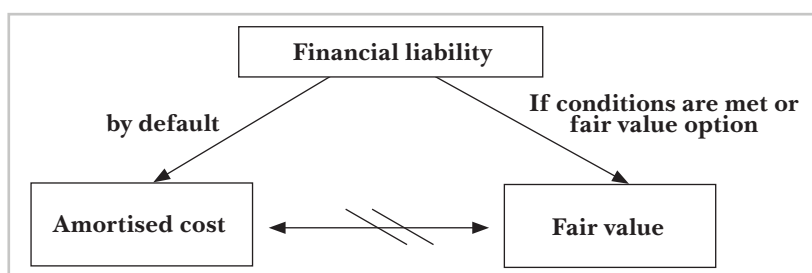 Financial liability
by default
If conditions are met or
fair value option
Amortised cost
Fair value